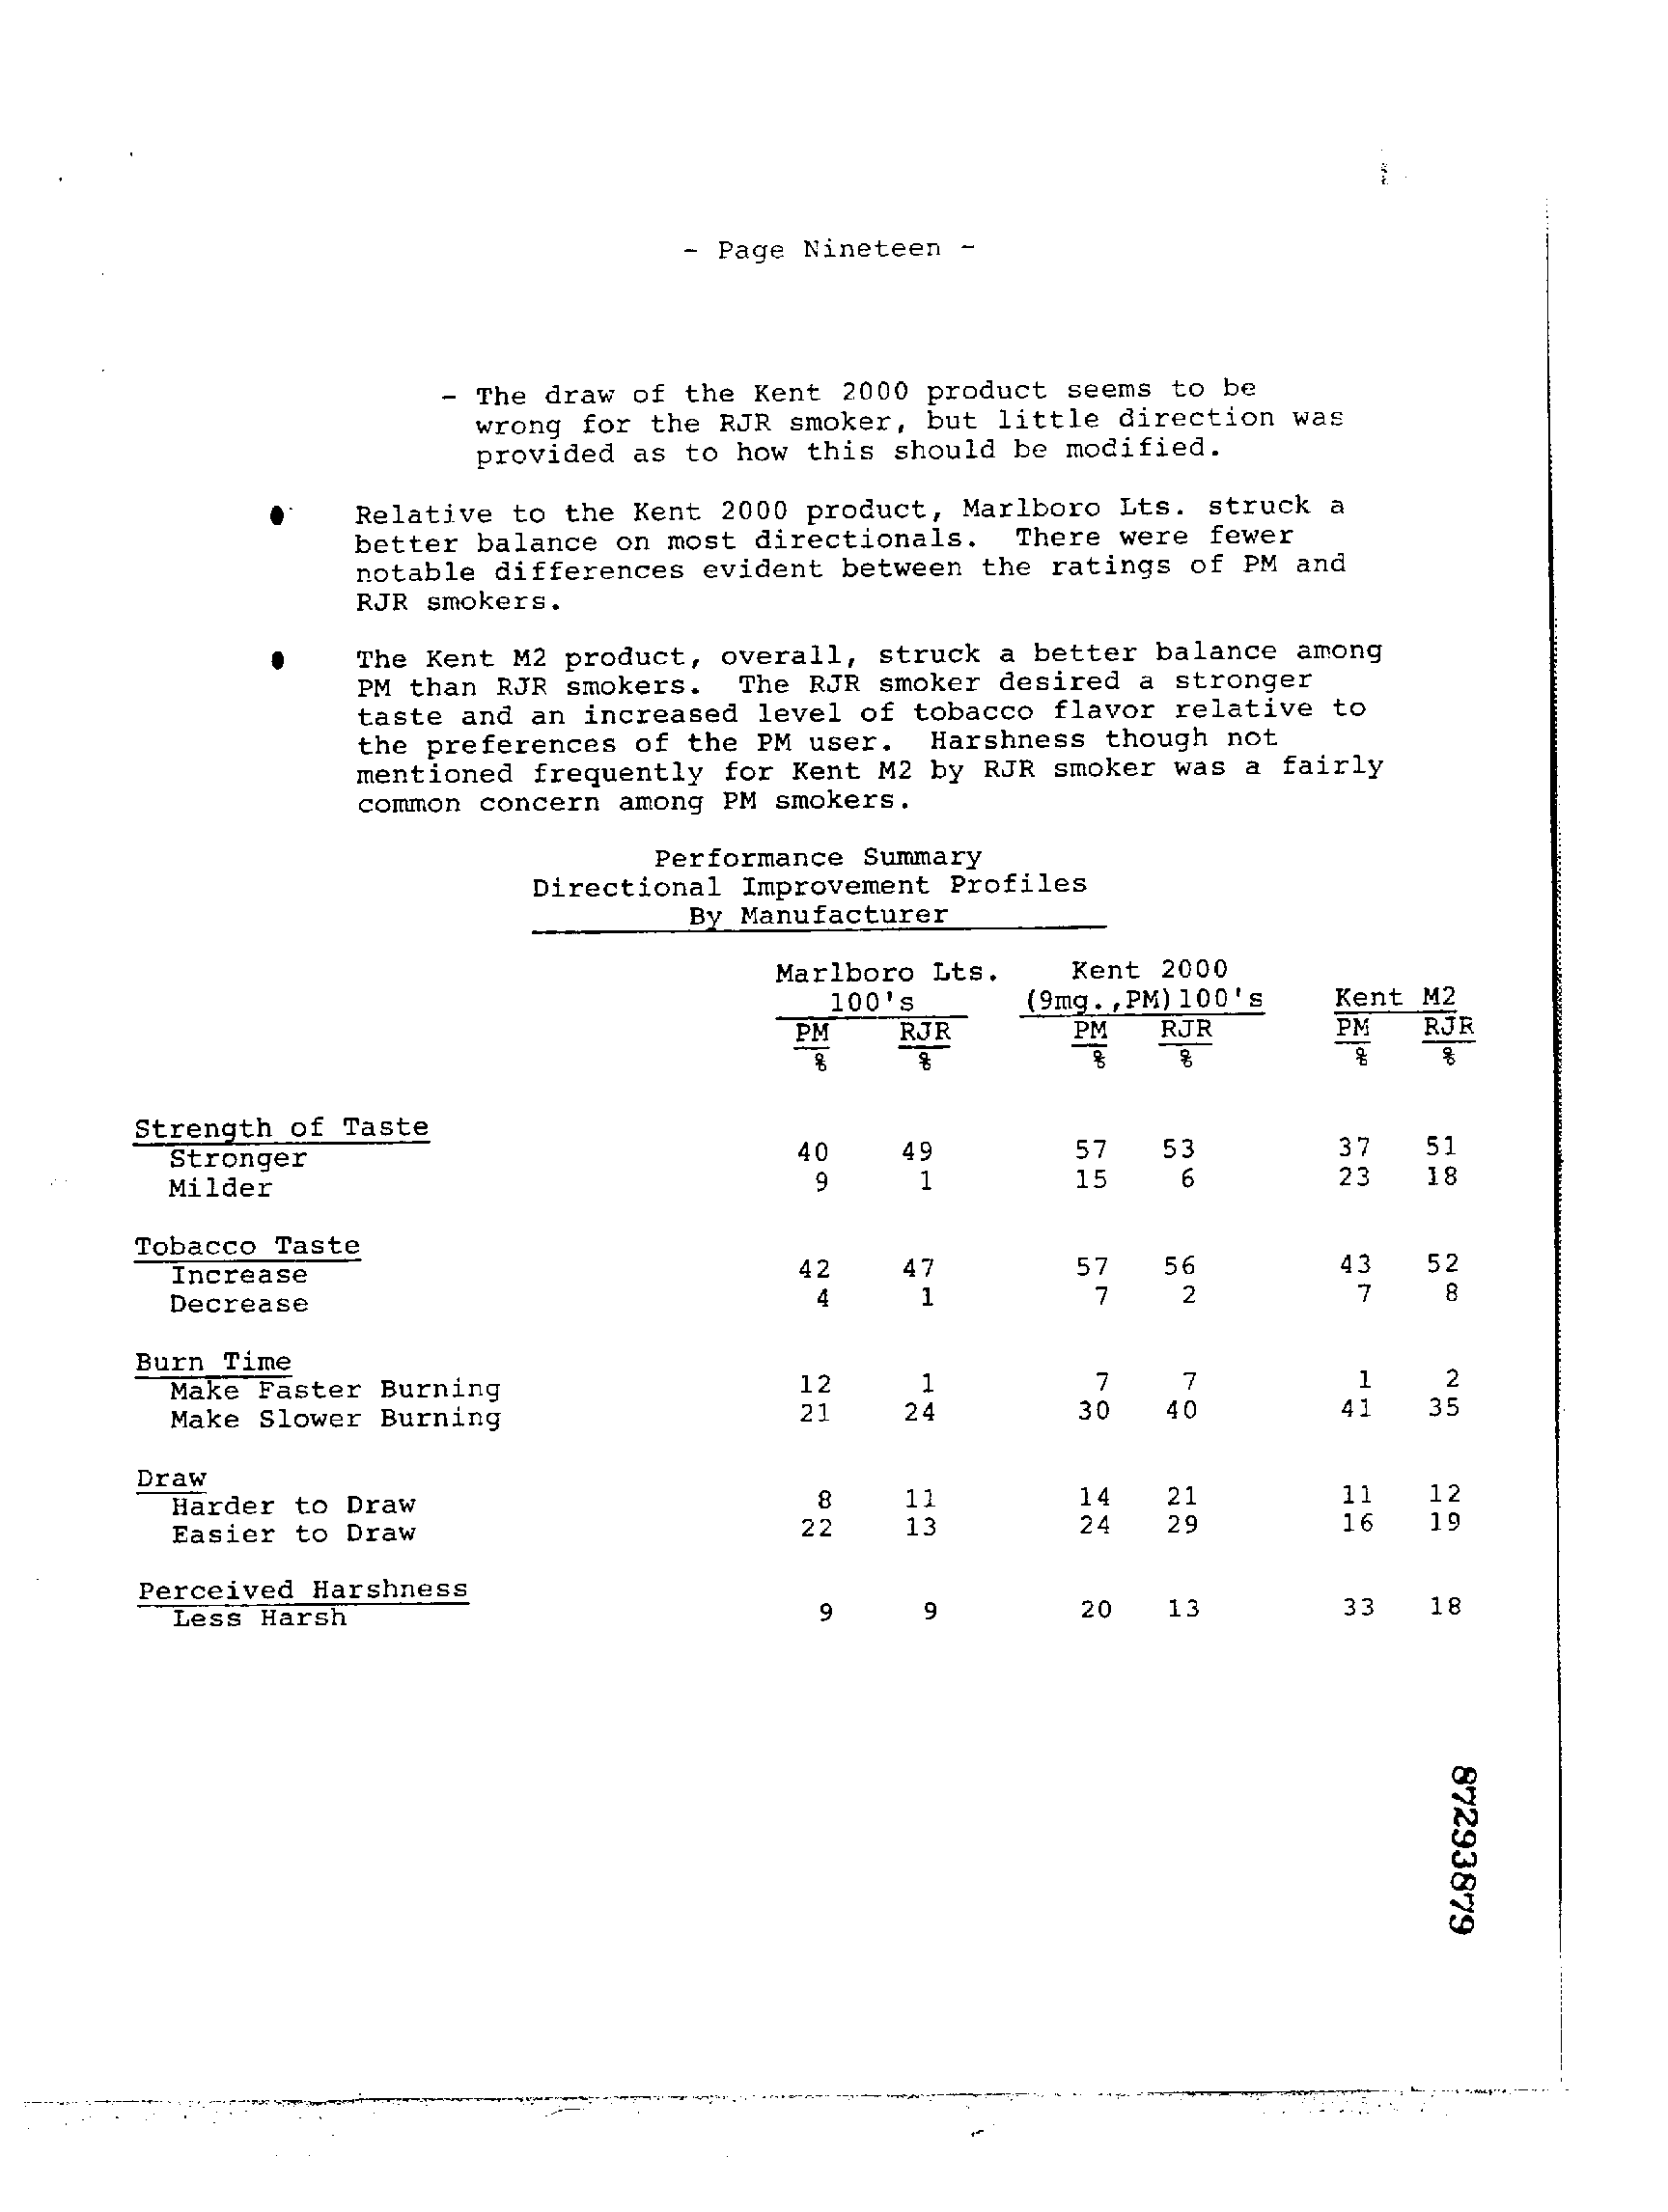 - Page Nineteen -
- The draw of the Kent 2000 product seems to be
wrong for the RJR smoker, but little direction was
provided as to how this should be modified.
● Relative to the Kent 2000 product, Marlboro Lts. struck a
better balance on most directionals. There were fewer
notable differences evident between the ratings of PM and
RJR smokers.
● The Kent M2 product, overall, struck a better balance among
PM than RJR smokers. The RJR smoker desired a stronger
taste and an increased level of tobacco flavor relative to
the preferences of the PM user. Harshness though not
mentioned frequently for Kent M2 by RJR smoker was a fairly
common concern among PM smokers.
Performance Summary
Directional Improvement Profiles
By Manufacturer
Marlboro Lts. Kent 2000
100's (9mg.,PM)100's Kent M2
PM RJR PM RJR PM RJR
% % % % % %
Strength of Taste
Stronger 40 49 57 53 37 51
Milder 9 1 15 6 23 18
Tobacco Taste
Increase 42 47 57 56 43 52
Decrease 4 1 7 2 7 8
Burn Time
Make Faster Burning 12 1 7 7 1 2
Make Slower Burning 21 24 30 40 41 35
Draw
Harder to Draw 8 11 14 21 11 12
Easier to Draw 22 13 24 29 16 19
Perceived Harshness
Less Harsh 9 9 20 13 33 18
87293879